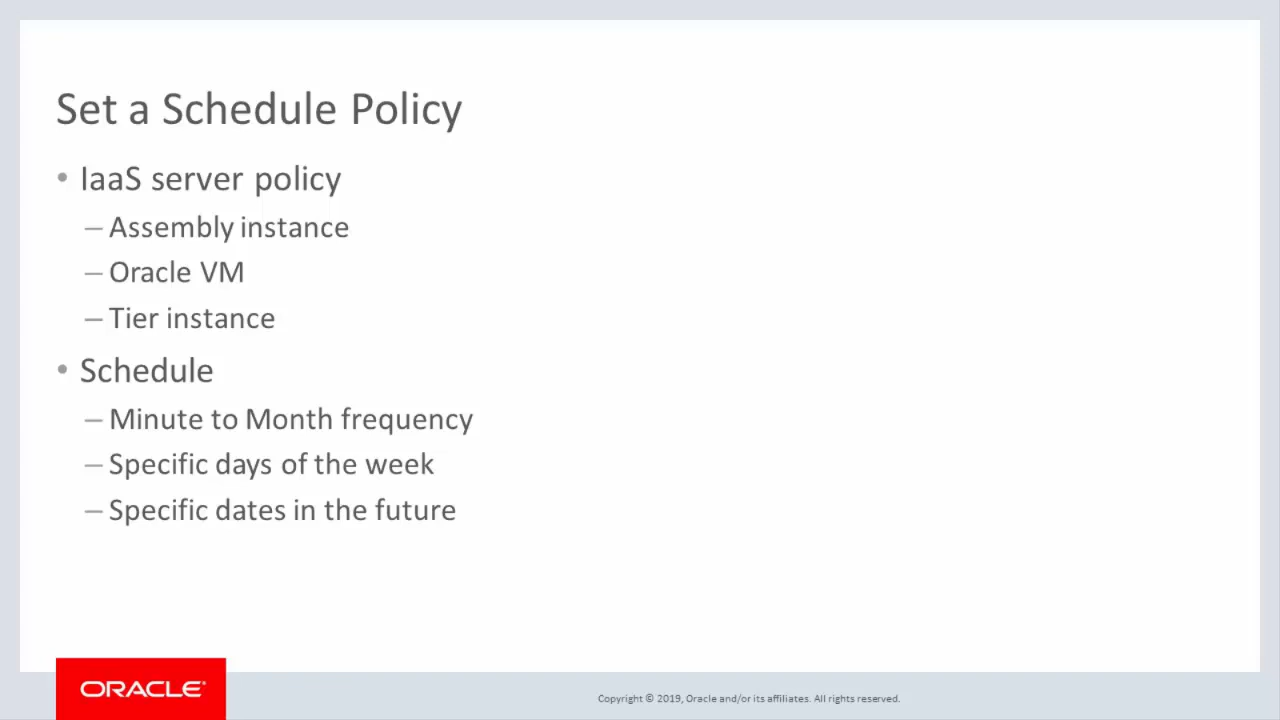 Set a Schedule Policy
• IaaS server policy
– Assembly instance
– Oracle VM
– Tier instance
• Schedule
– Minute to Month frequency
– Specific days of the week
– Specific dates in the future
ORACLE®
Copyright © 2019, Oracle and/or its affiliates. All rights reserved.